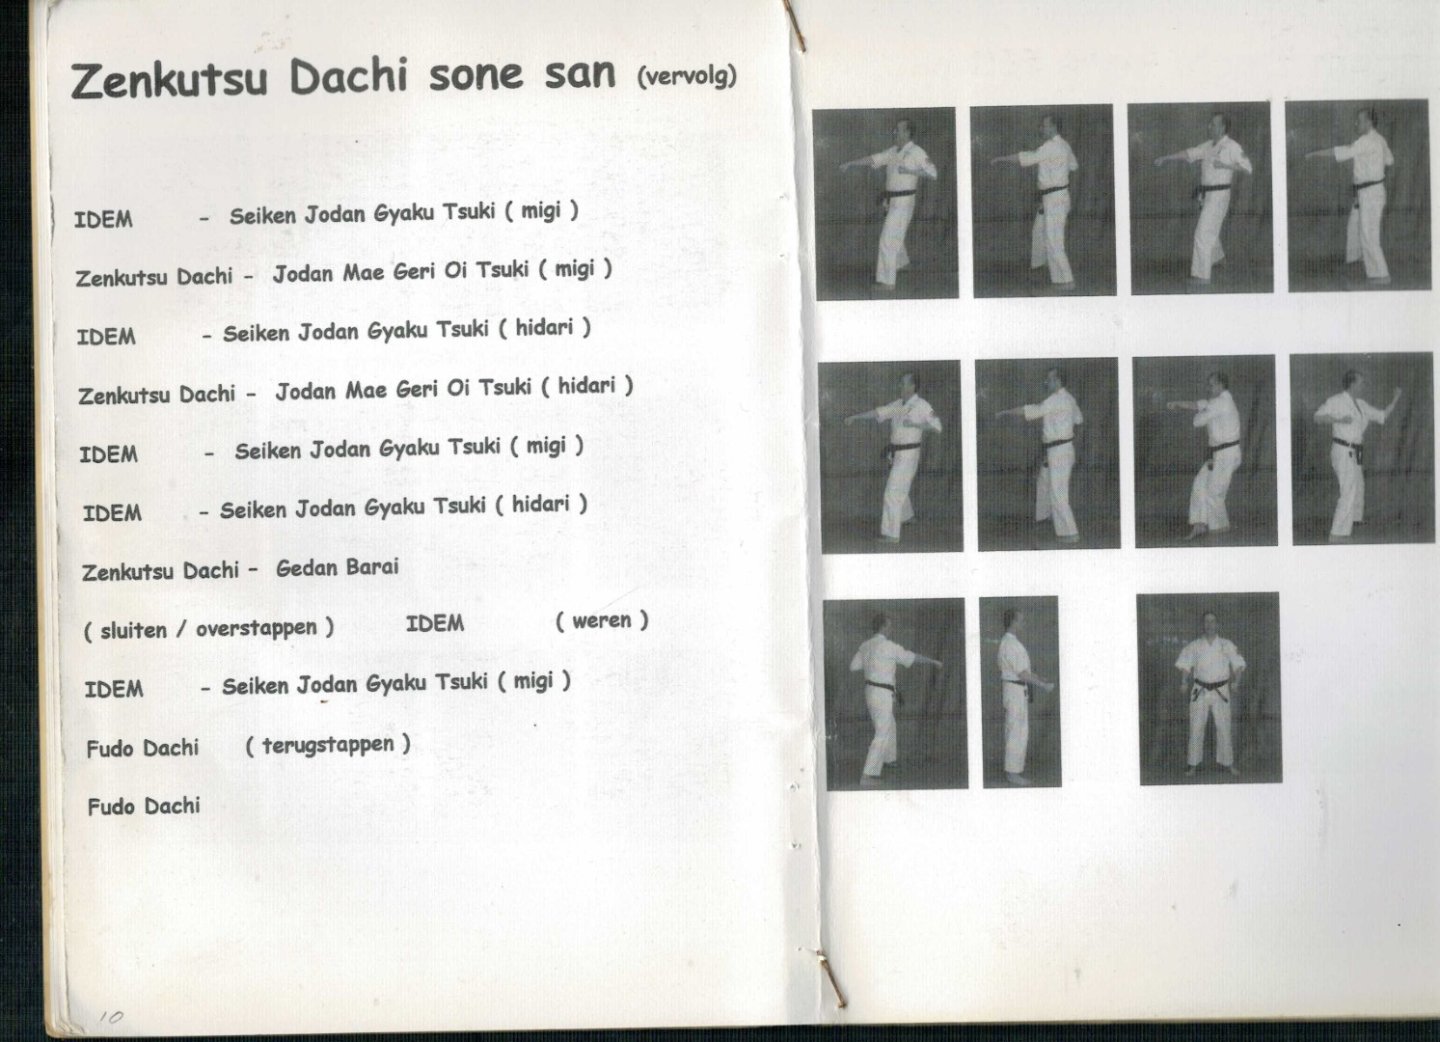 Zenkutsu Dachi sone san (vervolg)
IDEM - Seiken Jodan Gyaku Tsuki ( migi )
Zenkutsu Dachi - Jodan Mae Geri Oi Tsuki ( migi )
IDEM - Seiken Jodan Gyaku Tsuki ( hidari )
Zenkutsu Dachi - Jodan Mae Geri Oi Tsuki ( hidari )
IDEM - Seiken Jodan Gyaku Tsuki ( migi )
IDEM - Seiken Jodan Gyaku Tsuki ( hidari )
Zenkutsu Dachi - Gedan Barai
( sluiten / overstappen ) IDEM ( weren )
IDEM - Seiken Jodan Gyaku Tsuki ( migi )
Fudo Dachi ( terugstappen )
Fudo Dachi
10